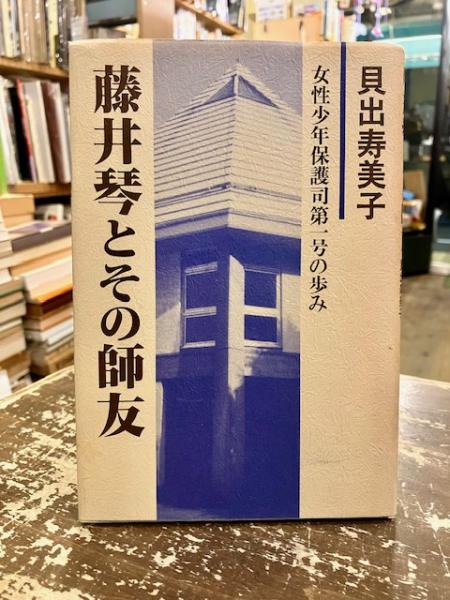 貝出寿美子
女性少年保護司第一号の歩み
藤井琴とその師友